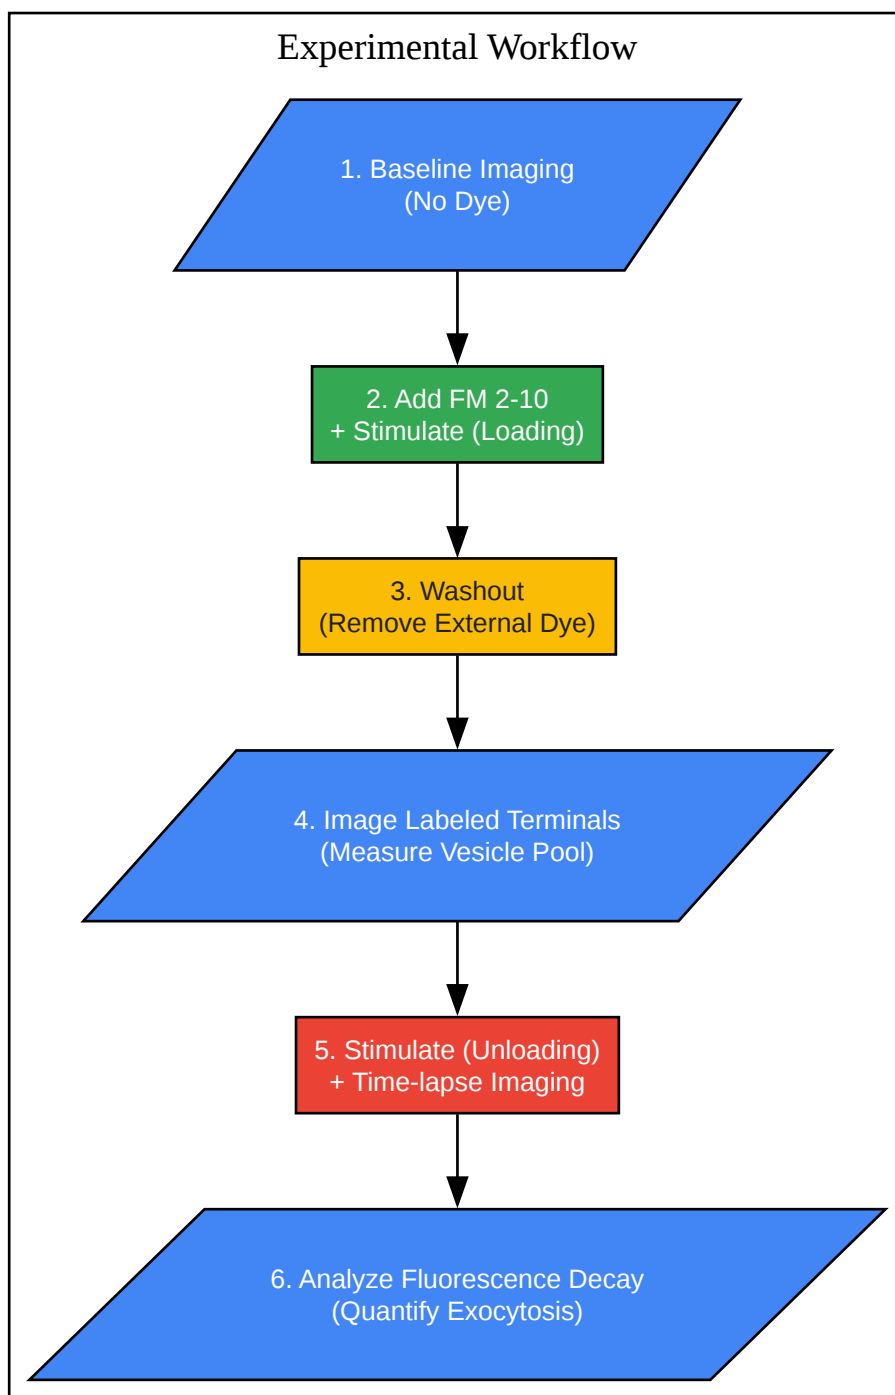 Experimental Workflow
1. Baseline Imaging
(No Dye)
2. Add FM 2-10
+ Stimulate (Loading)
3. Washout
(Remove External Dye)
4. Image Labeled Terminals
(Measure Vesicle Pool)
5. Stimulate (Unloading)
+ Time-lapse Imaging
6. Analyze Fluorescence Decay
(Quantify Exocytosis)